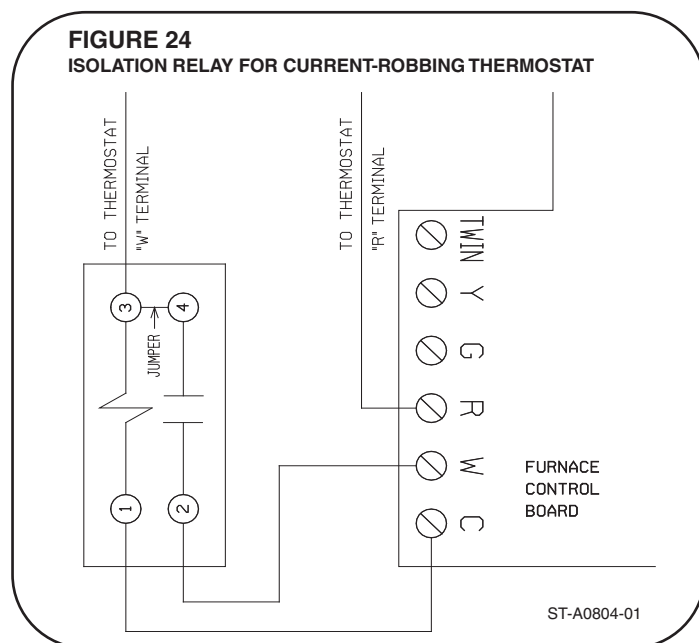 FIGURE 24
ISOLATION RELAY FOR CURRENT-ROBBING THERMOSTAT
TO THERMOSTAT
"W" TERMINAL
TO THERMOSTAT
"R" TERMINAL
3
4
JUMPER
1
2
TWIN
Y
G
R
W
C
FURNACE
CONTROL
BOARD
ST-A0804-01